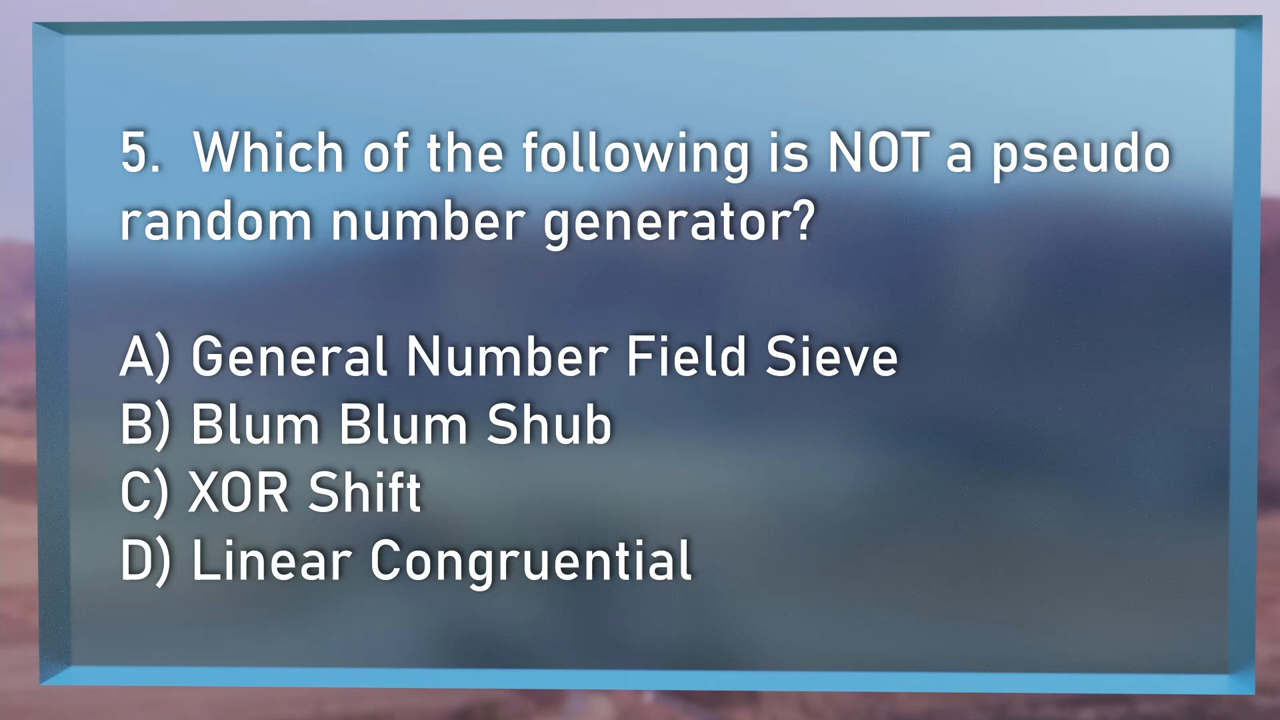 5. Which of the following is NOT a pseudo
random number generator?
A) General Number Field Sieve
B) Blum Blum Shub
C) XOR Shift
D) Linear Congruential